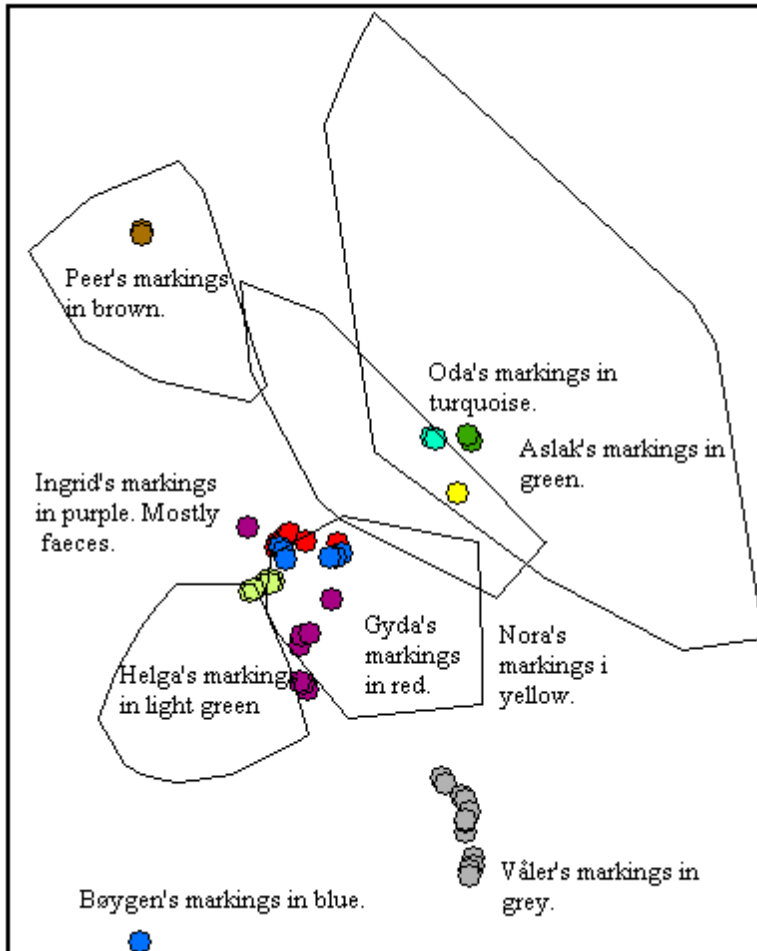 Peer's markings
in brown.
Oda's markings in
turquoise.
Aslak's markings in
green.
Ingrid's markings
in purple. Mostly
faeces.
Gyda's
markings
in red.
Nora's
markings i
yellow.
Helga's marking
in light green
Våler's markings in
grey.
Bøygen's markings in blue.